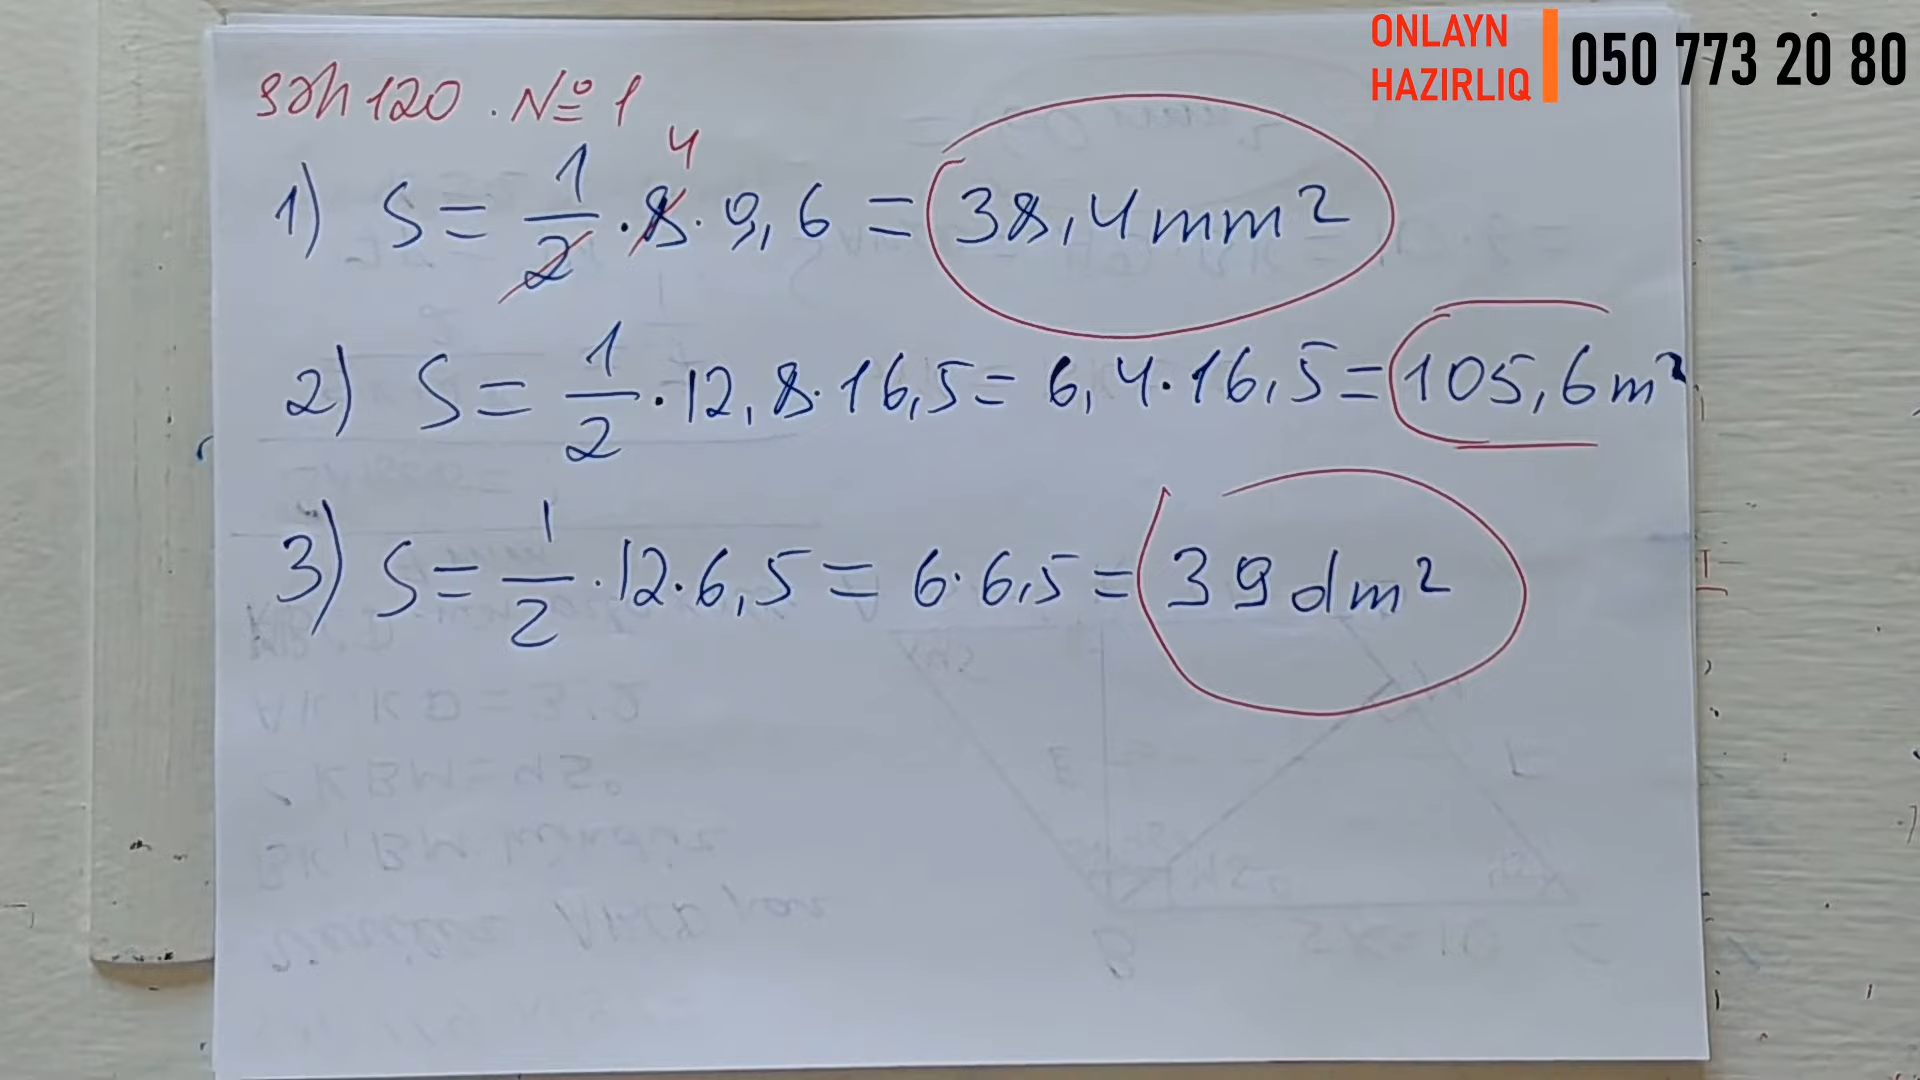 ONLAYN
HAZIRLIQ
050 773 20 80
səh 120. № 1
4
1) S = 1/2 · 8 · 9,6 = 38,4 mm²
2) S = 1/2 · 12,8 · 16,5 = 6,4 · 16,5 = 105,6 m²
3) S = 1/2 · 12 · 6,5 = 6 · 6,5 = 39 dm²